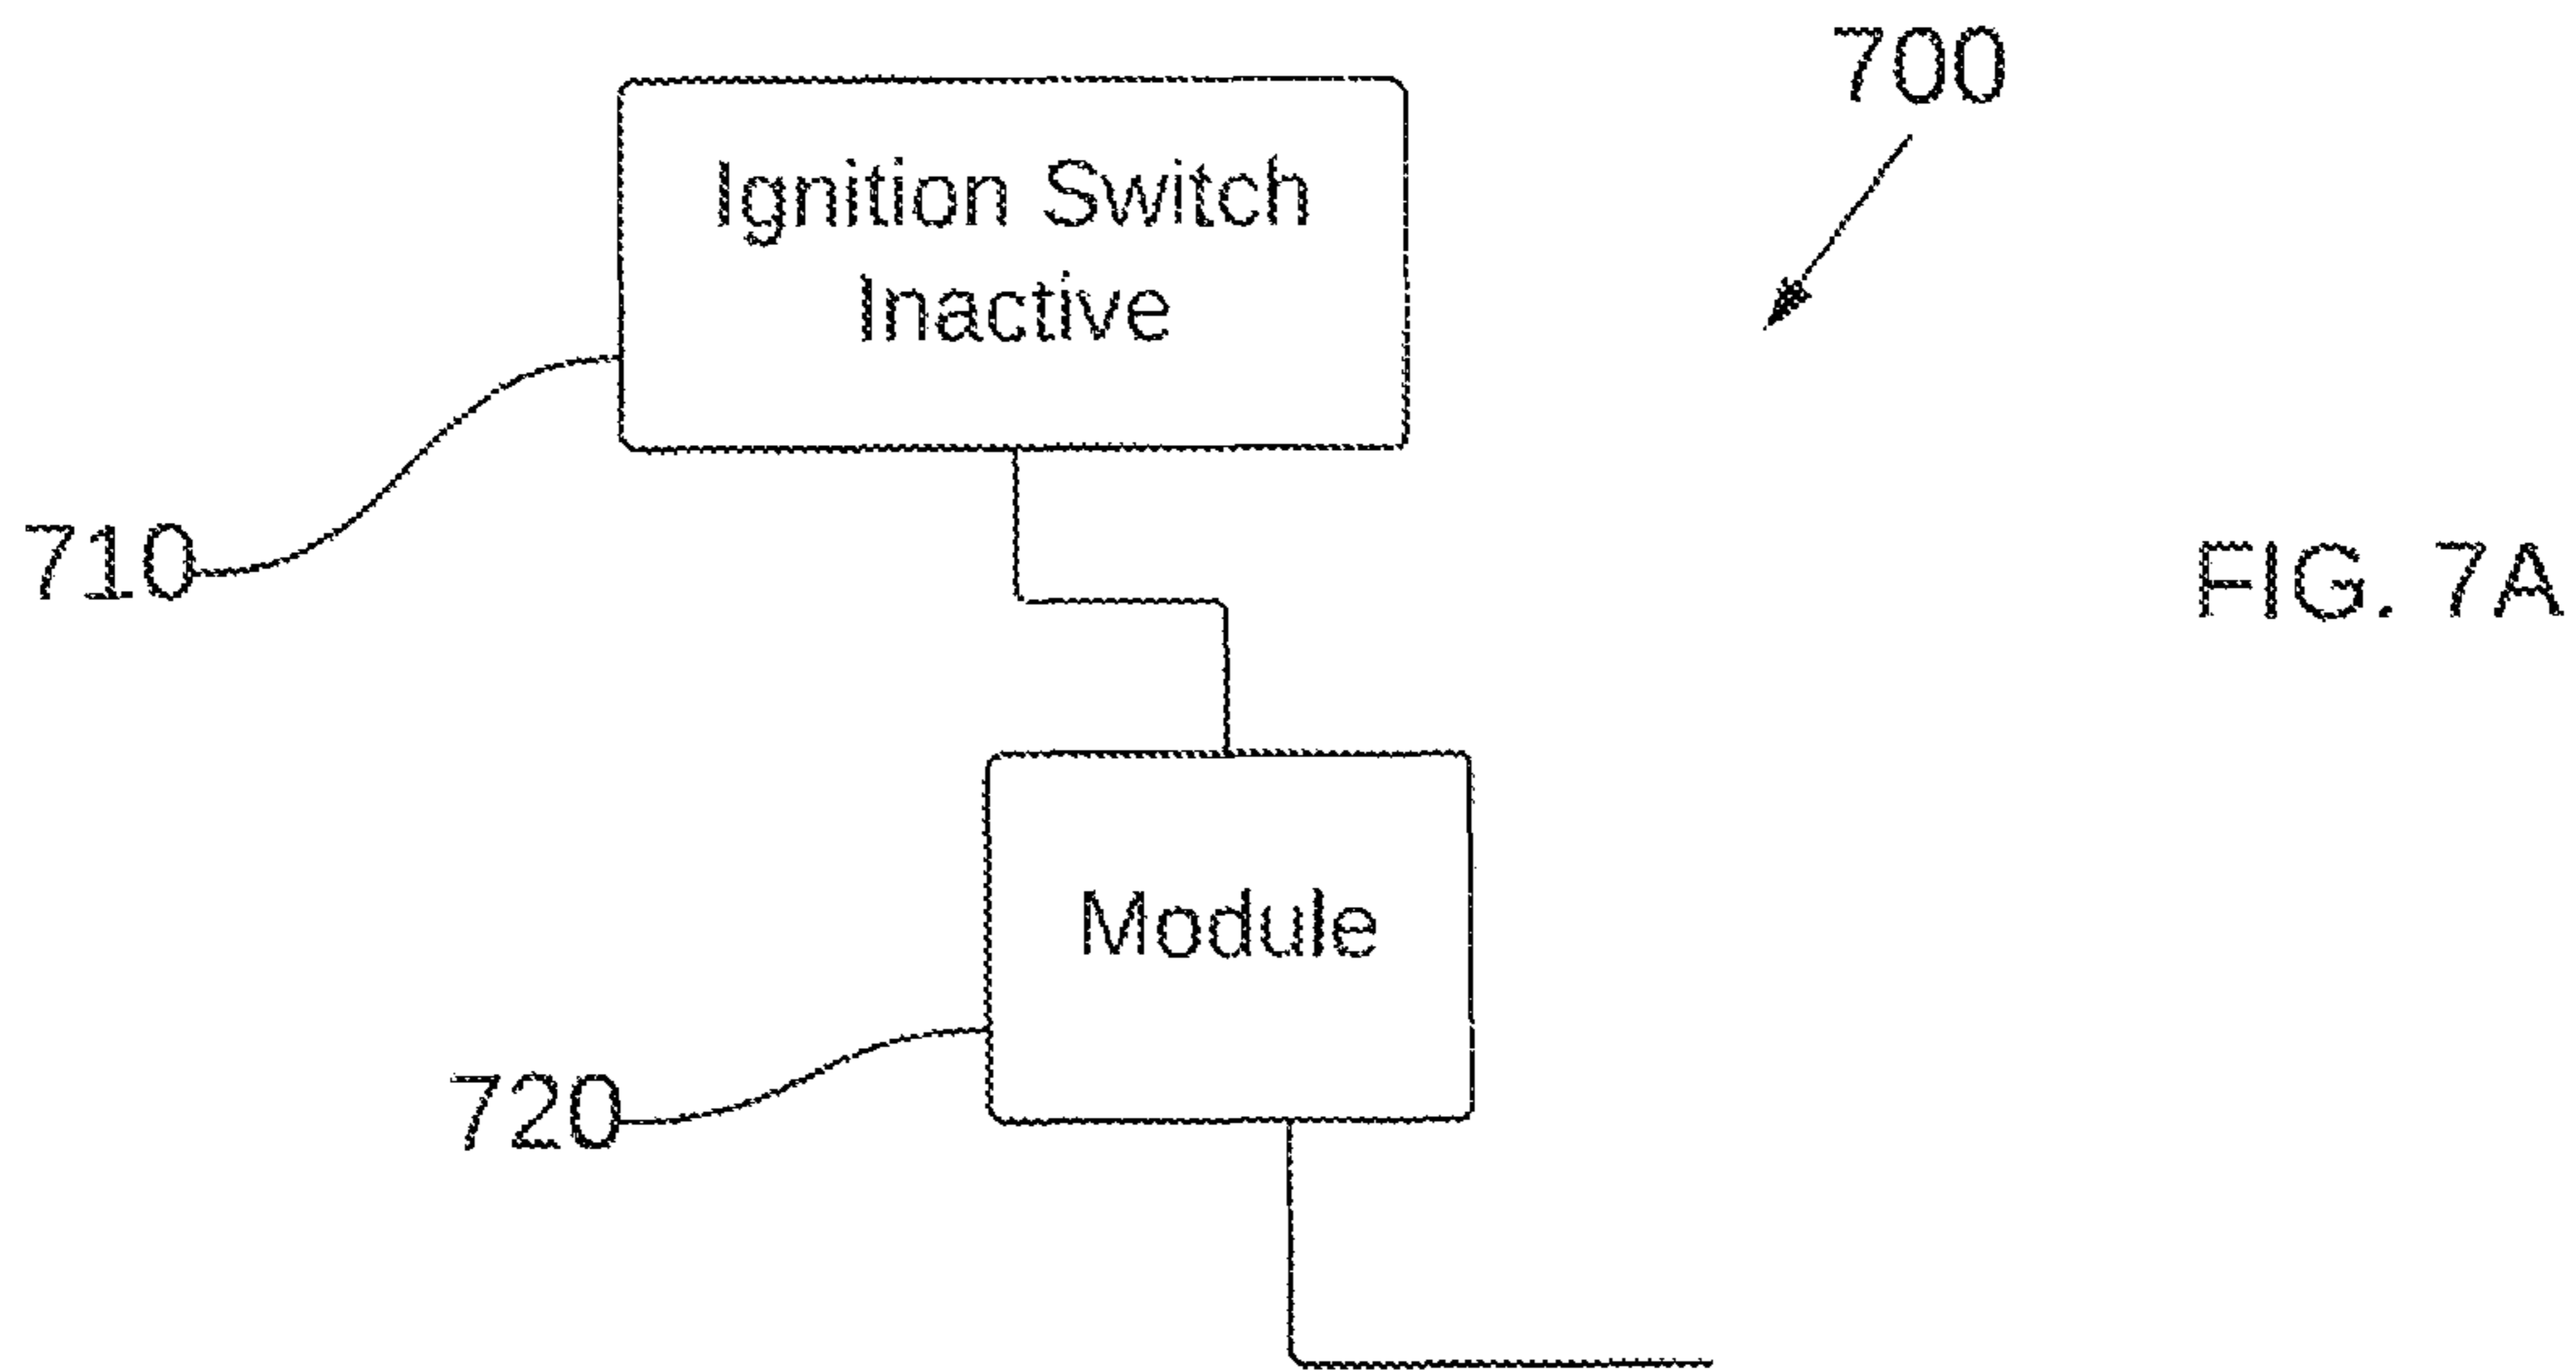 700
Ignition Switch
Inactive
710
FIG. 7A
Module
720